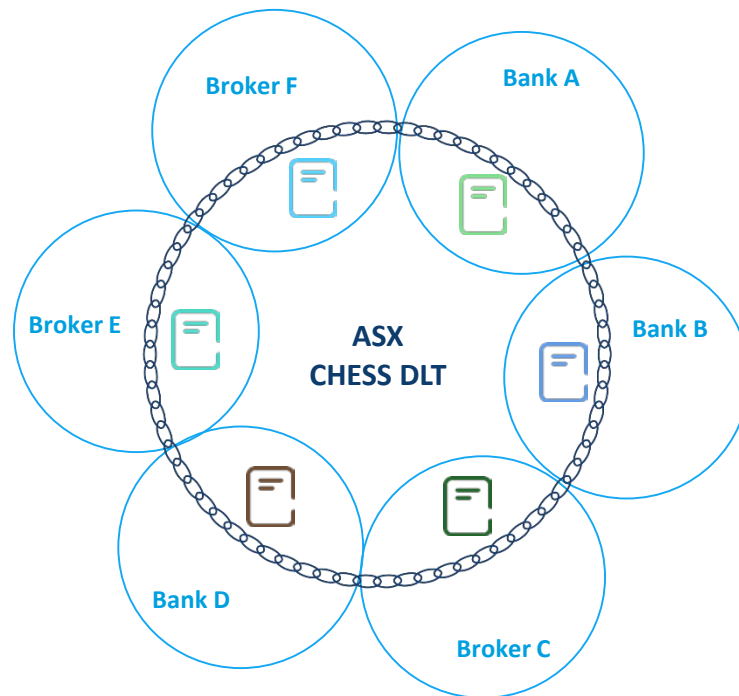 Broker F
Bank A
Broker E
ASX
CHESS DLT
Bank B
Bank D
Broker C